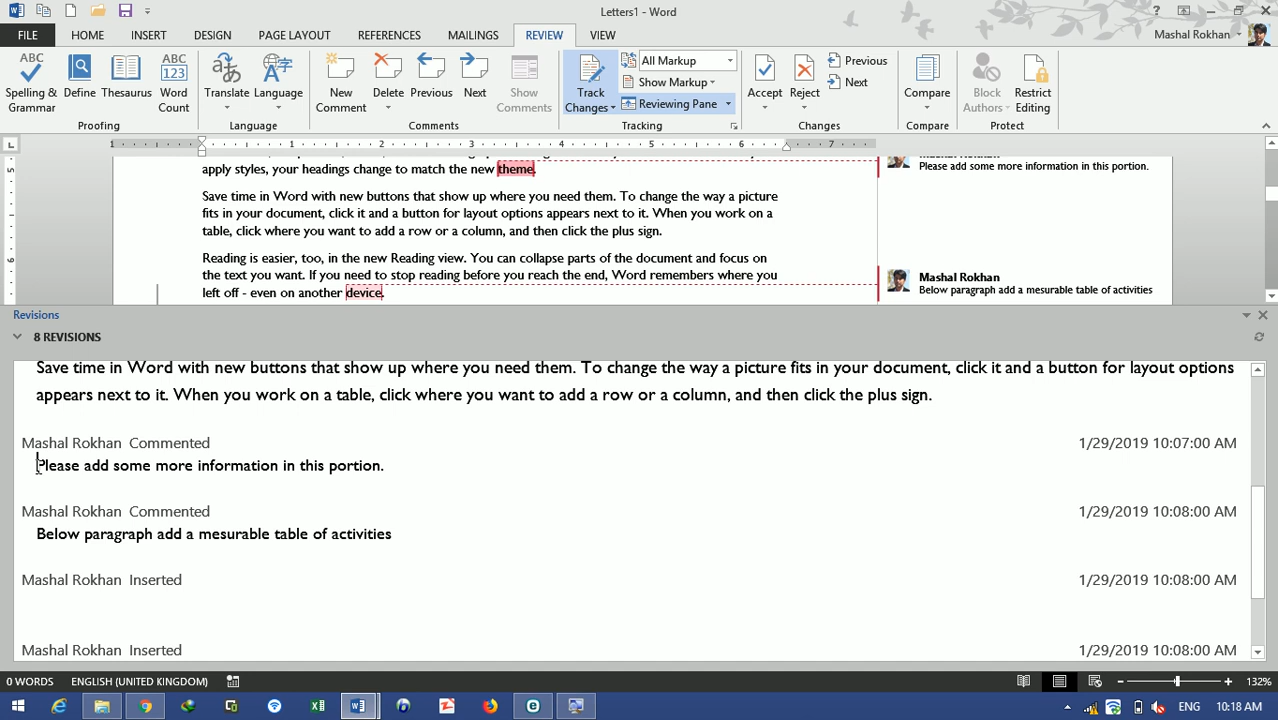 Letters1 - Word
?
FILE HOME INSERT DESIGN PAGE LAYOUT REFERENCES MAILINGS REVIEW VIEW Mashal Rokhan
ABC ABC
123
Spelling & Grammar
Define
Thesaurus
Word Count
Translate
Language
New Comment
Delete
Previous
Next
Show Comments
Track Changes
All Markup
Show Markup
Reviewing Pane
Accept
Reject
Previous
Next
Compare
Block Authors
Restrict Editing
Proofing Language Comments Tracking Changes Compare Protect
1 1 2 3 4 5 6 7
apply styles, your headings change to match the new theme.
Please add some more information in this portion.
5
Save time in Word with new buttons that show up where you need them. To change the way a picture
fits in your document, click it and a button for layout options appears next to it. When you work on a
table, click where you want to add a row or a column, and then click the plus sign.
6
Reading is easier, too, in the new Reading view. You can collapse parts of the document and focus on
the text you want. If you need to stop reading before you reach the end, Word remembers where you
left off - even on another device.
Mashal Rokhan
Below paragraph add a mesurable table of activities
Revisions
8 REVISIONS
Save time in Word with new buttons that show up where you need them. To change the way a picture fits in your document, click it and a button for layout options
appears next to it. When you work on a table, click where you want to add a row or a column, and then click the plus sign.
Mashal Rokhan Commented 1/29/2019 10:07:00 AM
Please add some more information in this portion.
Mashal Rokhan Commented 1/29/2019 10:08:00 AM
Below paragraph add a mesurable table of activities
Mashal Rokhan Inserted 1/29/2019 10:08:00 AM
Mashal Rokhan Inserted 1/29/2019 10:08:00 AM
0 WORDS ENGLISH (UNITED KINGDOM) 132%
ENG 10:18 AM